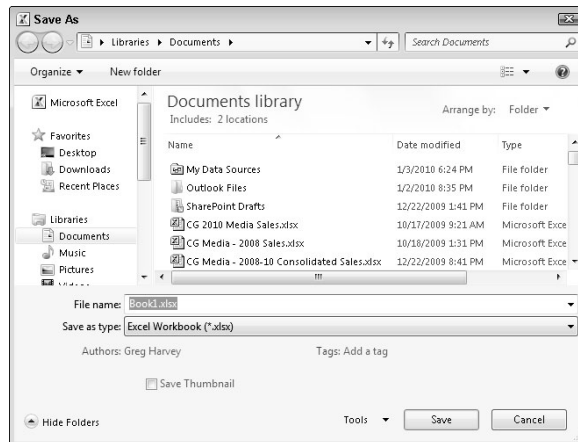 Save As
Libraries ▸ Documents ▸ Search Documents
Organize ▾ New folder
Microsoft Excel
Favorites
Desktop
Downloads
Recent Places
Libraries
Documents
Music
Pictures
Documents library
Includes: 2 locations
Arrange by: Folder ▾
Name Date modified Type
My Data Sources 1/3/2010 6:24 PM File folder
Outlook Files 1/2/2010 8:35 PM File folder
SharePoint Drafts 12/22/2009 1:41 PM File folder
CG 2010 Media Sales.xlsx 10/17/2009 9:21 AM Microsoft Exce
CG Media - 2008 Sales.xlsx 10/18/2009 1:31 PM Microsoft Exce
CG Media - 2008-10 Consolidated Sales.xlsx 12/22/2009 8:41 PM Microsoft Exce
File name: Book1.xlsx
Save as type: Excel Workbook (*.xlsx)
Authors: Greg Harvey Tags: Add a tag
Save Thumbnail
Hide Folders Tools ▾ Save Cancel